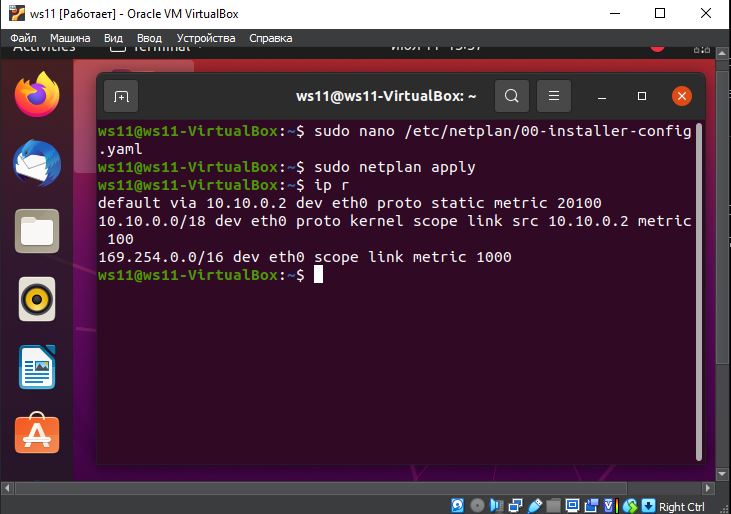 ws11 [Работает] - Oracle VM VirtualBox
Файл Машина Вид Ввод Устройства Справка
Activities Terminal
ws11@ws11-VirtualBox: ~
ws11@ws11-VirtualBox:~$ sudo nano /etc/netplan/00-installer-config
.yaml
ws11@ws11-VirtualBox:~$ sudo netplan apply
ws11@ws11-VirtualBox:~$ ip r
default via 10.10.0.2 dev eth0 proto static metric 20100
10.10.0.0/18 dev eth0 proto kernel scope link src 10.10.0.2 metric
100
169.254.0.0/16 dev eth0 scope link metric 1000
ws11@ws11-VirtualBox:~$
Right Ctrl